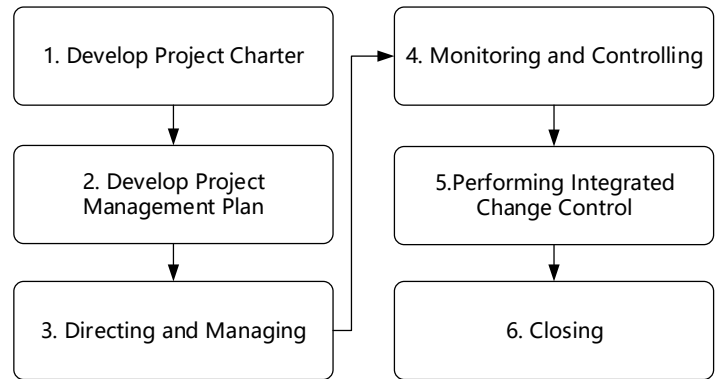 1. Develop Project Charter
2. Develop Project
Management Plan
3. Directing and Managing
4. Monitoring and Controlling
5.Performing Integrated
Change Control
6. Closing